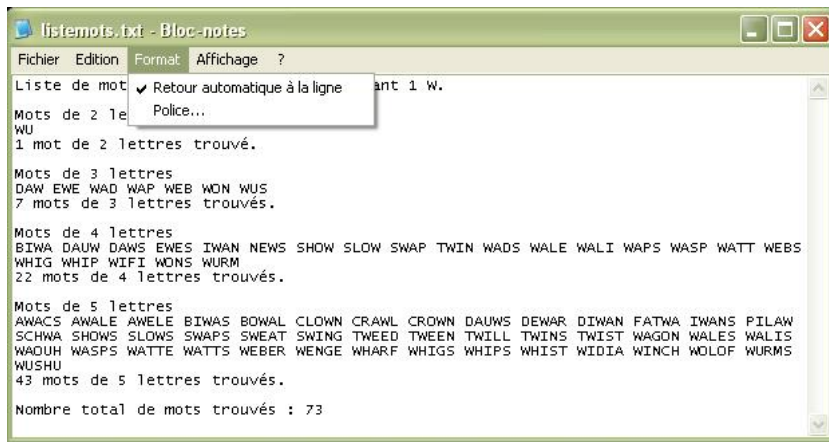 listemots.txt - Bloc-notes
Fichier Edition Format Affichage ?
Liste de mot ant 1 W.
Retour automatique à la ligne
Police...
Mots de 2 le
WU
1 mot de 2 lettres trouvé.
Mots de 3 lettres
DAW EWE WAD WAP WEB WON WUS
7 mots de 3 lettres trouvés.
Mots de 4 lettres
BIWA DAUW DAWS EWES IWAN NEWS SHOW SLOW SWAP TWIN WADS WALE WALI WAPS WASP WATT WEBS
WHIG WHIP WIFI WONS WURM
22 mots de 4 lettres trouvés.
Mots de 5 lettres
AWACS AWALE AWELE BIWAS BOWAL CLOWN CRAWL CROWN DAUWS DEWAR DIWAN FATWA IWANS PILAW
SCHWA SHOWS SLOWS SWAPS SWEAT SWING TWEED TWEEN TWILL TWINS TWIST WAGON WALES WALIS
WAOUH WASPS WATTE WATTS WEBER WENGE WHARF WHIGS WHIPS WHIST WIDIA WINCH WOLOF WURMS
WUSHU
43 mots de 5 lettres trouvés.
Nombre total de mots trouvés : 73